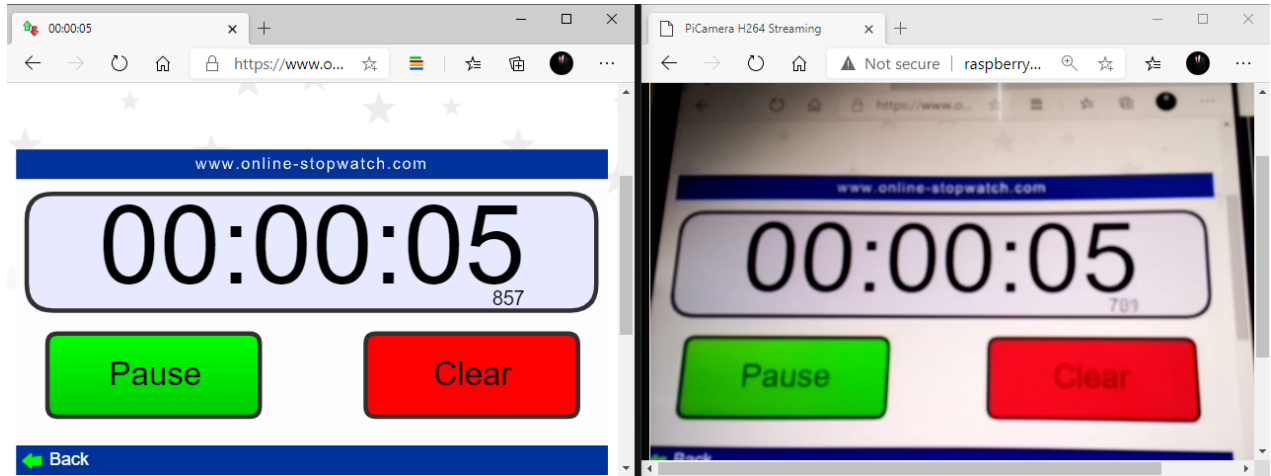 00:00:05
https://www.o...
www.online-stopwatch.com
00:00:05
857
Pause
Clear
Back
PiCamera H264 Streaming
Not secure
raspberry...
https://www.o...
www.online-stopwatch.com
00:00:05
Pause
Clear
Back